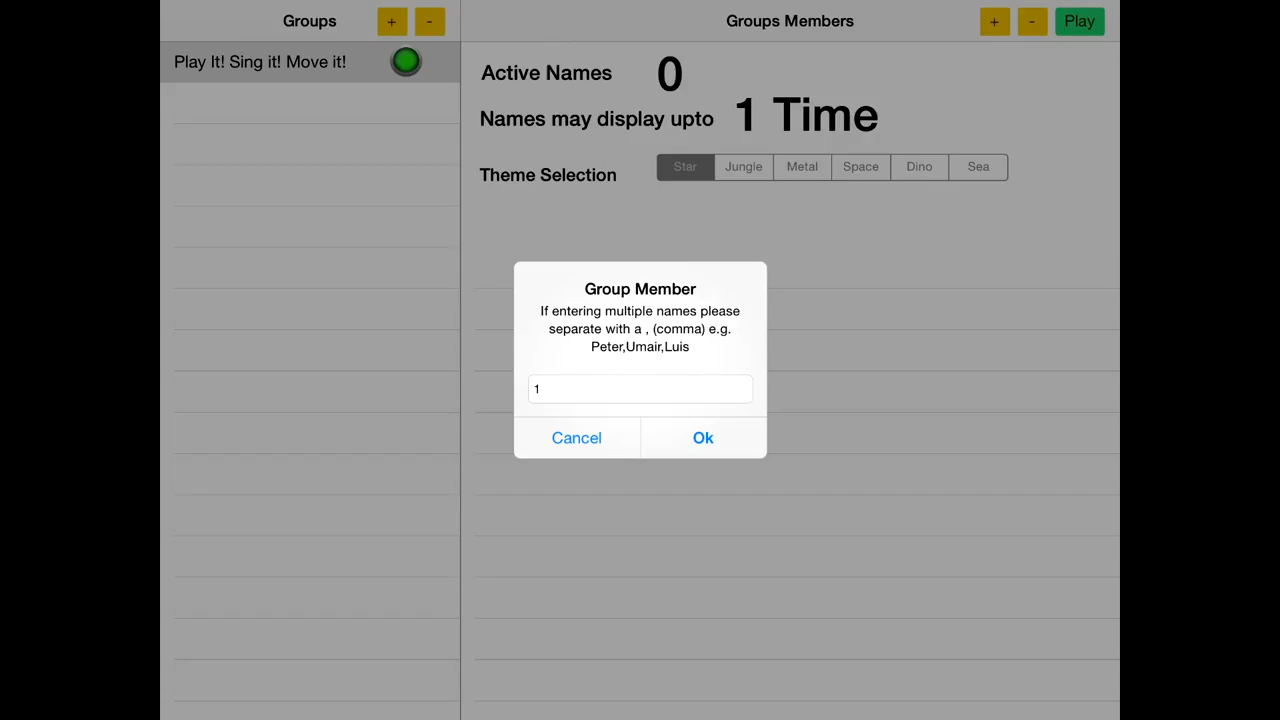 Groups + -
Groups Members + - Play
Play It! Sing it! Move it!
Active Names 0
Names may display upto 1 Time
Theme Selection Star Jungle Metal Space Dino Sea
Group Member
If entering multiple names please
separate with a , (comma) e.g.
Peter,Umair,Luis
1
Cancel Ok